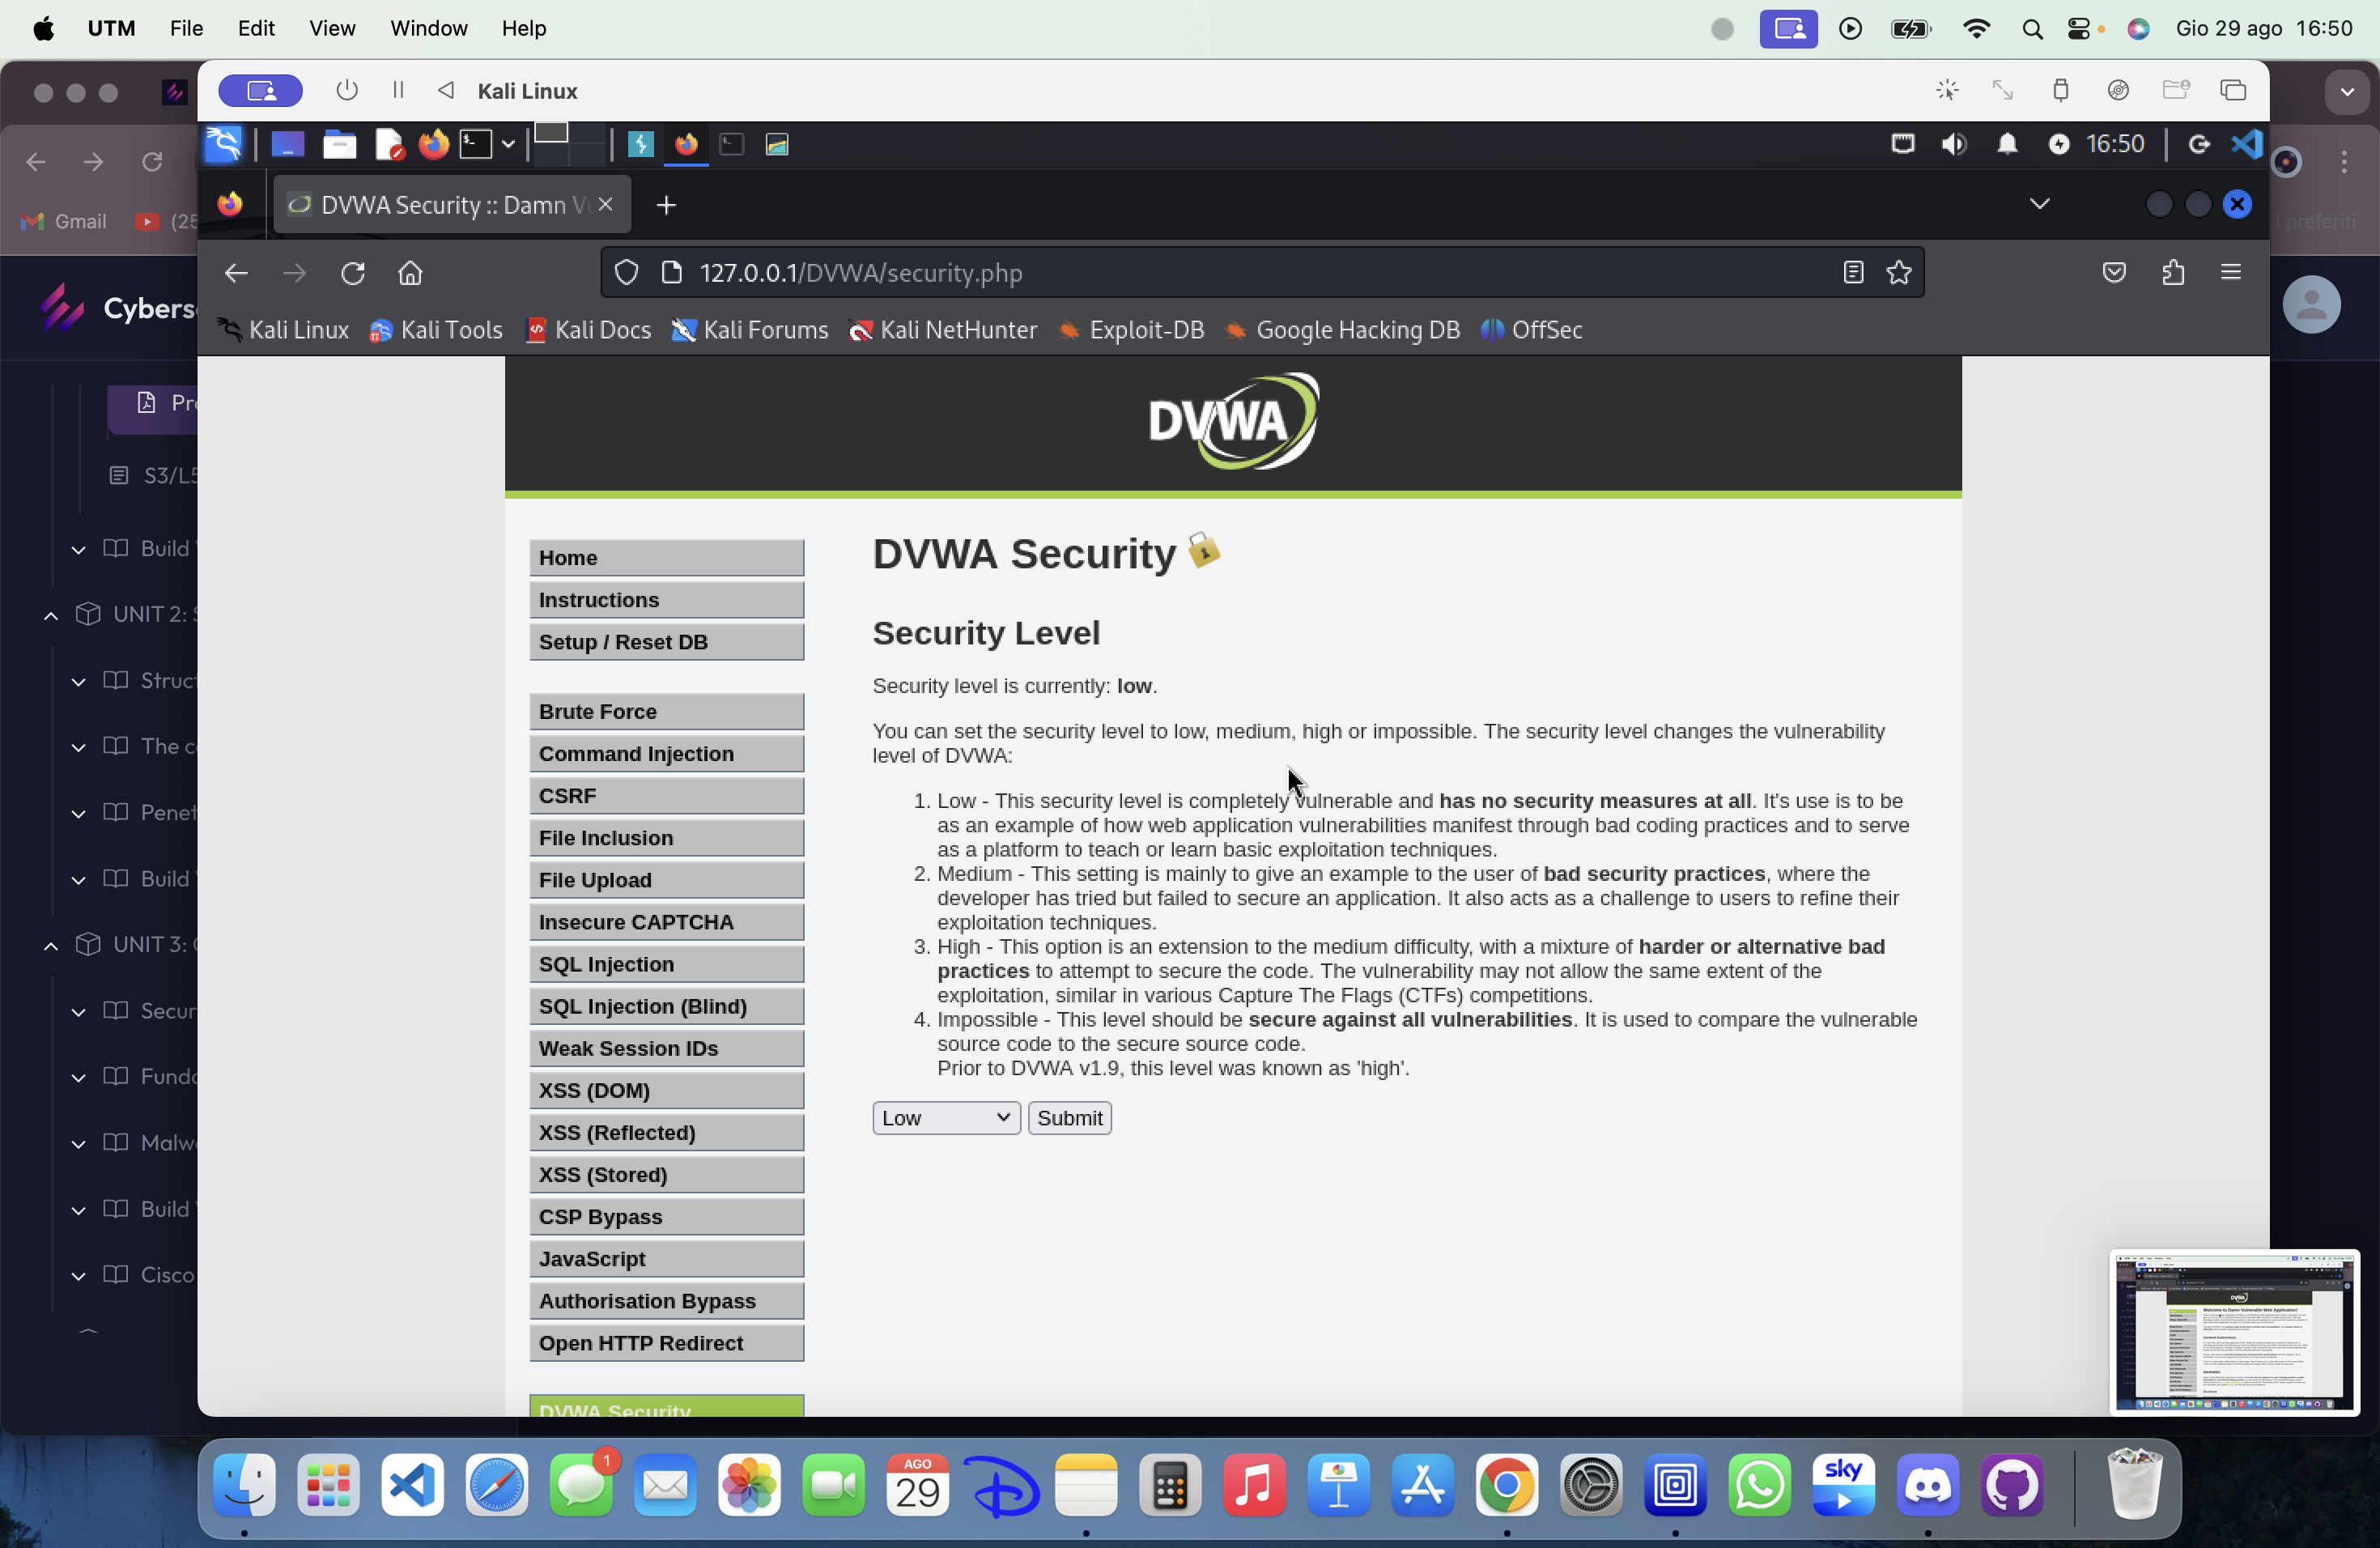 UTM File Edit View Window Help Gio 29 ago 16:50
Kali Linux
16:50
DVWA Security :: Damn
127.0.0.1/DVWA/security.php
Gmail
preferiti
Kali Linux Kali Tools Kali Docs Kali Forums Kali NetHunter Exploit-DB Google Hacking DB OffSec
S3/L5
Build
UNIT 2:
Penet
Build
UNIT 3:
Build
Cisco
DVWA
Home
Instructions
Setup / Reset DB
Brute Force
Command Injection
CSRF
File Inclusion
File Upload
Insecure CAPTCHA
SQL Injection
SQL Injection (Blind)
Weak Session IDs
XSS (DOM)
XSS (Reflected)
XSS (Stored)
CSP Bypass
JavaScript
Authorisation Bypass
Open HTTP Redirect
DVWA Security
DVWA Security
Security Level
Security level is currently: low.
You can set the security level to low, medium, high or impossible. The security level changes the vulnerability
level of DVWA:
1. Low - This security level is completely vulnerable and has no security measures at all. It's use is to be
as an example of how web application vulnerabilities manifest through bad coding practices and to serve
as a platform to teach or learn basic exploitation techniques.
2. Medium - This setting is mainly to give an example to the user of bad security practices, where the
developer has tried but failed to secure an application. It also acts as a challenge to users to refine their
exploitation techniques.
3. High - This option is an extension to the medium difficulty, with a mixture of harder or alternative bad
practices to attempt to secure the code. The vulnerability may not allow the same extent of the
exploitation, similar in various Capture The Flags (CTFs) competitions.
4. Impossible - This level should be secure against all vulnerabilities. It is used to compare the vulnerable
source code to the secure source code.
Prior to DVWA v1.9, this level was known as 'high'.
Low Submit
1
AGO
29
sky